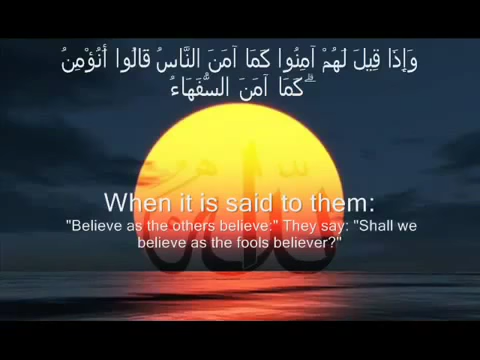 وَإِذَا قِيلَ لَهُمْ آمِنُوا كَمَا آمَنَ النَّاسُ قَالُوا أَنُؤْمِنُ
كَمَا آمَنَ السُّفَهَاءُ ۗ
الله
When it is said to them:
"Believe as the others believe:" They say: "Shall we
believe as the fools believer?"